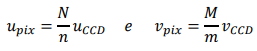 u_pix = N/n u_CCD e v_pix = M/m v_CCD